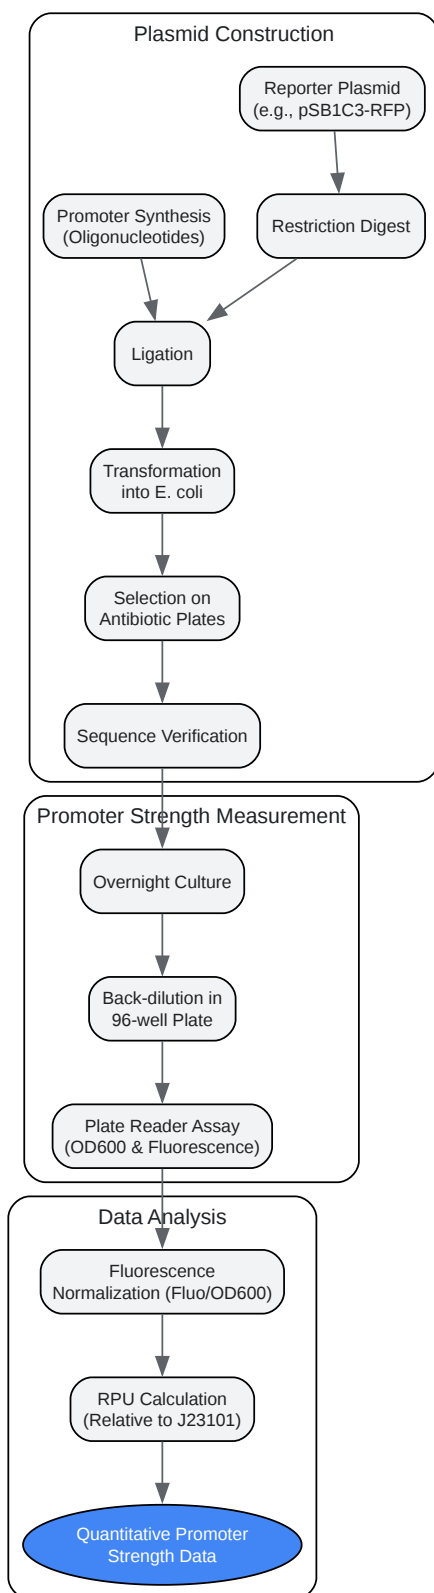 Plasmid Construction
Reporter Plasmid
(e.g., pSB1C3-RFP)
Promoter Synthesis
(Oligonucleotides)
Restriction Digest
Ligation
Transformation
into E. coli
Selection on
Antibiotic Plates
Sequence Verification
Promoter Strength Measurement
Overnight Culture
Back-dilution in
96-well Plate
Plate Reader Assay
(OD600 & Fluorescence)
Data Analysis
Fluorescence
Normalization (Fluo/OD600)
RPU Calculation
(Relative to J23101)
Quantitative Promoter
Strength Data